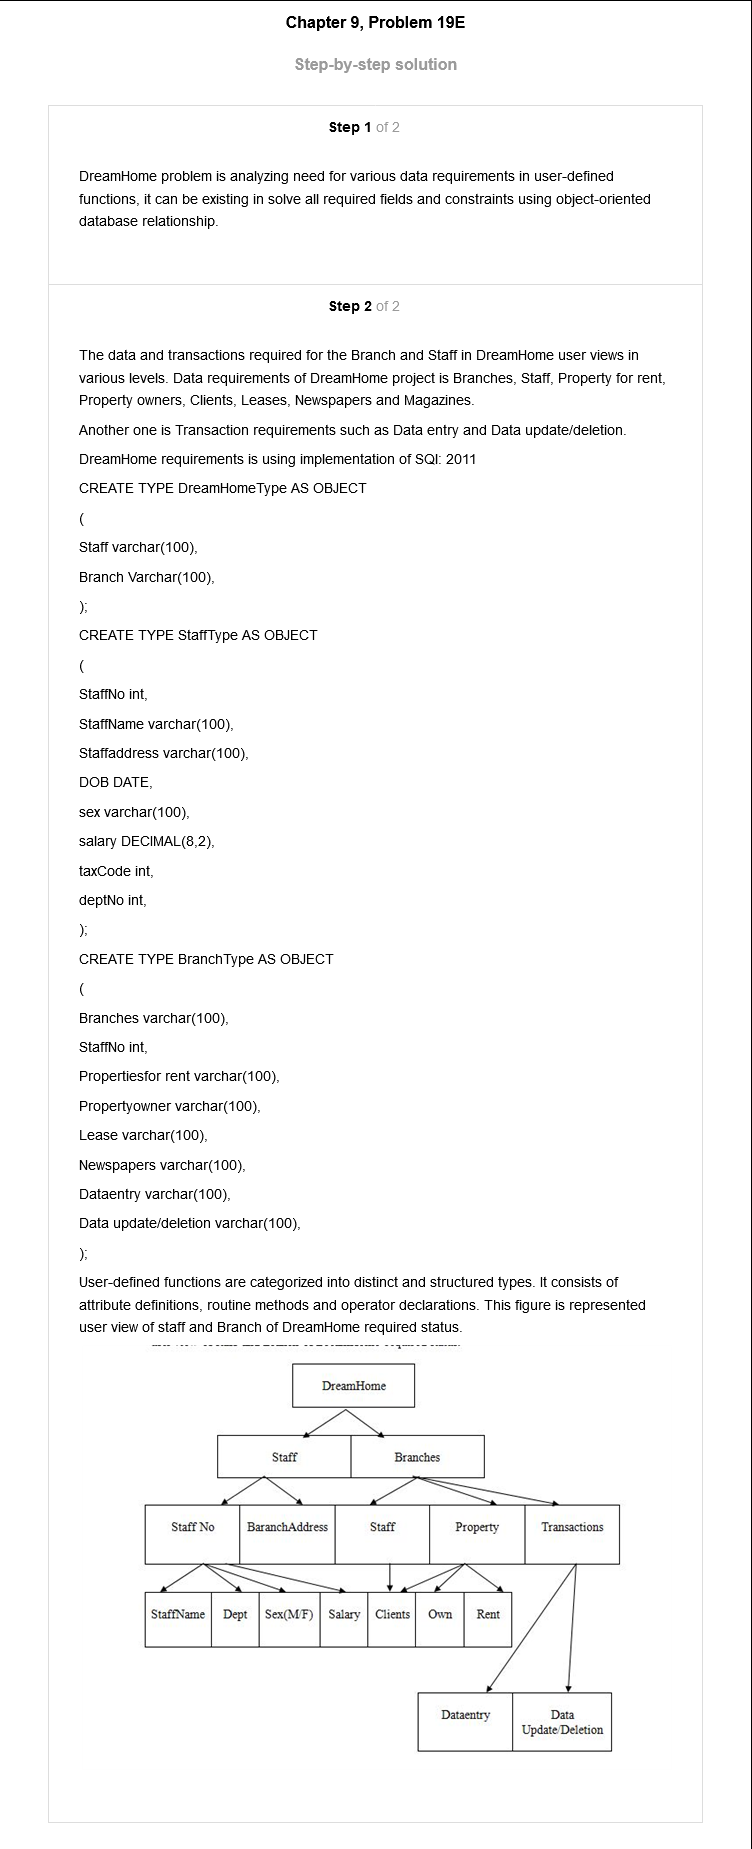 Chapter 9, Problem 19E
Step-by-step solution
Step 1 of 2
DreamHome problem is analyzing need for various data requirements in user-defined
functions, it can be existing in solve all required fields and constraints using object-oriented
database relationship.
Step 2 of 2
The data and transactions required for the Branch and Staff in DreamHome user views in
various levels. Data requirements of DreamHome project is Branches, Staff, Property for rent,
Property owners, Clients, Leases, Newspapers and Magazines.
Another one is Transaction requirements such as Data entry and Data update/deletion.
DreamHome requirements is using implementation of SQl: 2011
CREATE TYPE DreamHomeType AS OBJECT
(
Staff varchar(100),
Branch Varchar(100),
);
CREATE TYPE StaffType AS OBJECT
(
StaffNo int,
StaffName varchar(100),
Staffaddress varchar(100),
DOB DATE,
sex varchar(100),
salary DECIMAL(8,2),
taxCode int,
deptNo int,
);
CREATE TYPE BranchType AS OBJECT
(
Branches varchar(100),
StaffNo int,
Propertiesfor rent varchar(100),
Propertyowner varchar(100),
Lease varchar(100),
Newspapers varchar(100),
Dataentry varchar(100),
Data update/deletion varchar(100),
);
User-defined functions are categorized into distinct and structured types. It consists of
attribute definitions, routine methods and operator declarations. This figure is represented
user view of staff and Branch of DreamHome required status.
DreamHome
Staff Branches
Staff No BaranchAddress Staff Property Transactions
StaffName Dept Sex(M/F) Salary Clients Own Rent
Dataentry Data
Update/Deletion